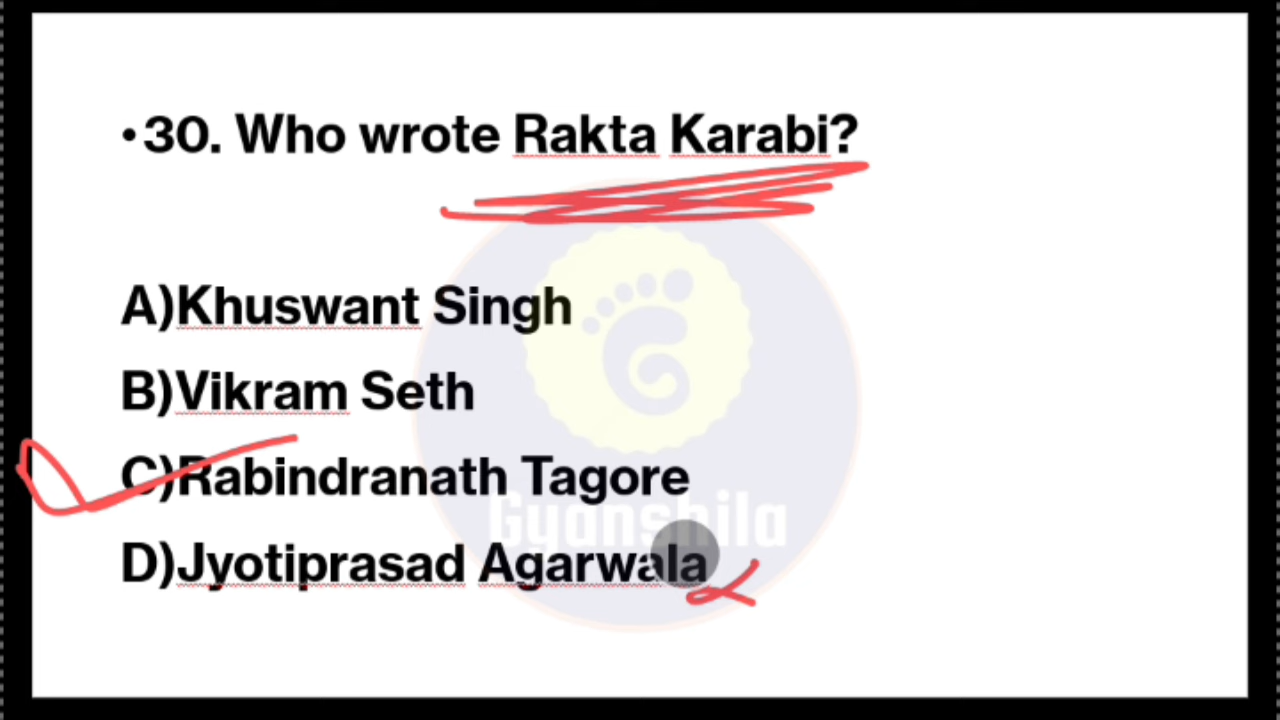 •30. Who wrote Rakta Karabi?
A)Khuswant Singh
B)Vikram Seth
C)Rabindranath Tagore
Gyanshila
D)Jyotiprasad Agarwala